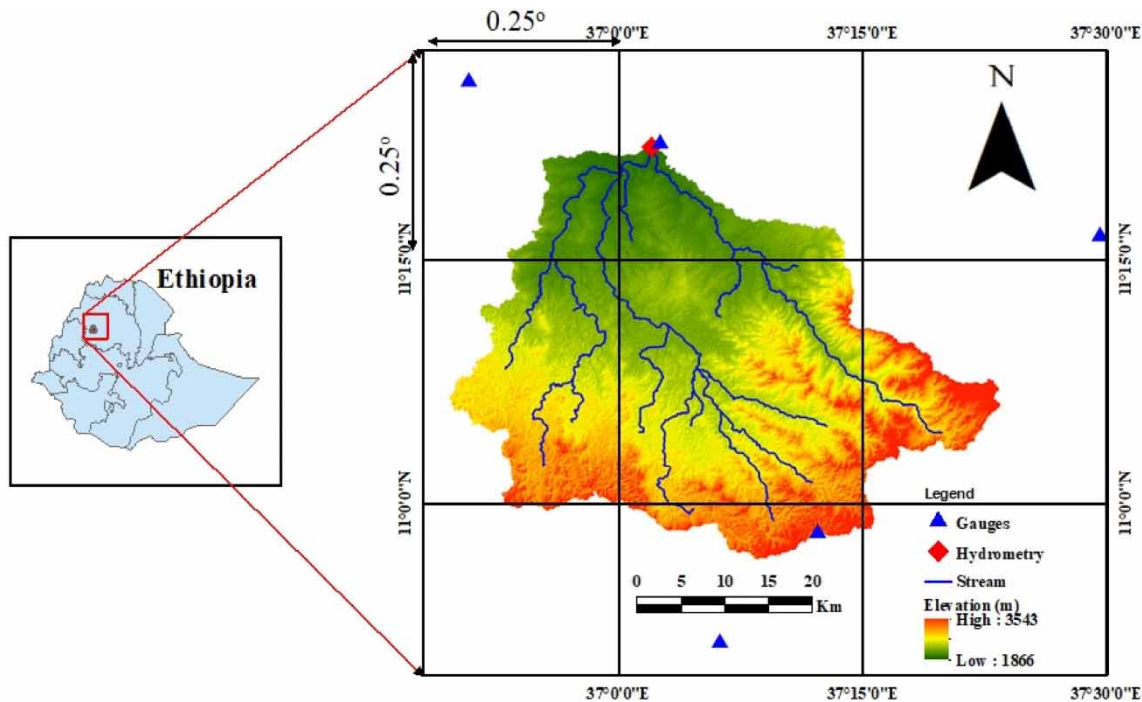 0.25°
37°0'0"E
37°15'0"E
37°30'0"E
0.25°
N
Ethiopia
11°15'0"N
11°15'0"N
11°0'0"N
11°0'0"N
Legend
Gauges
Hydrometry
Stream
Elevation (m)
High : 3543
Low : 1866
0 5 10 15 20
Km
37°0'0"E
37°15'0"E
37°30'0"E